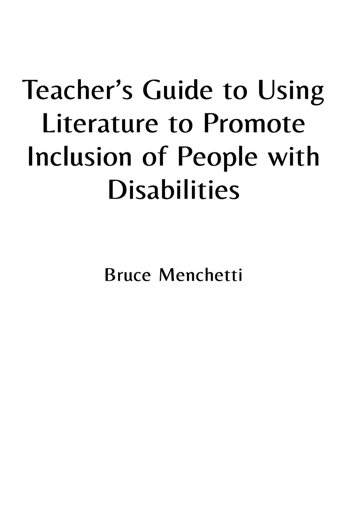 Teacher's Guide to Using
Literature to Promote
Inclusion of People with
Disabilities
Bruce Menchetti